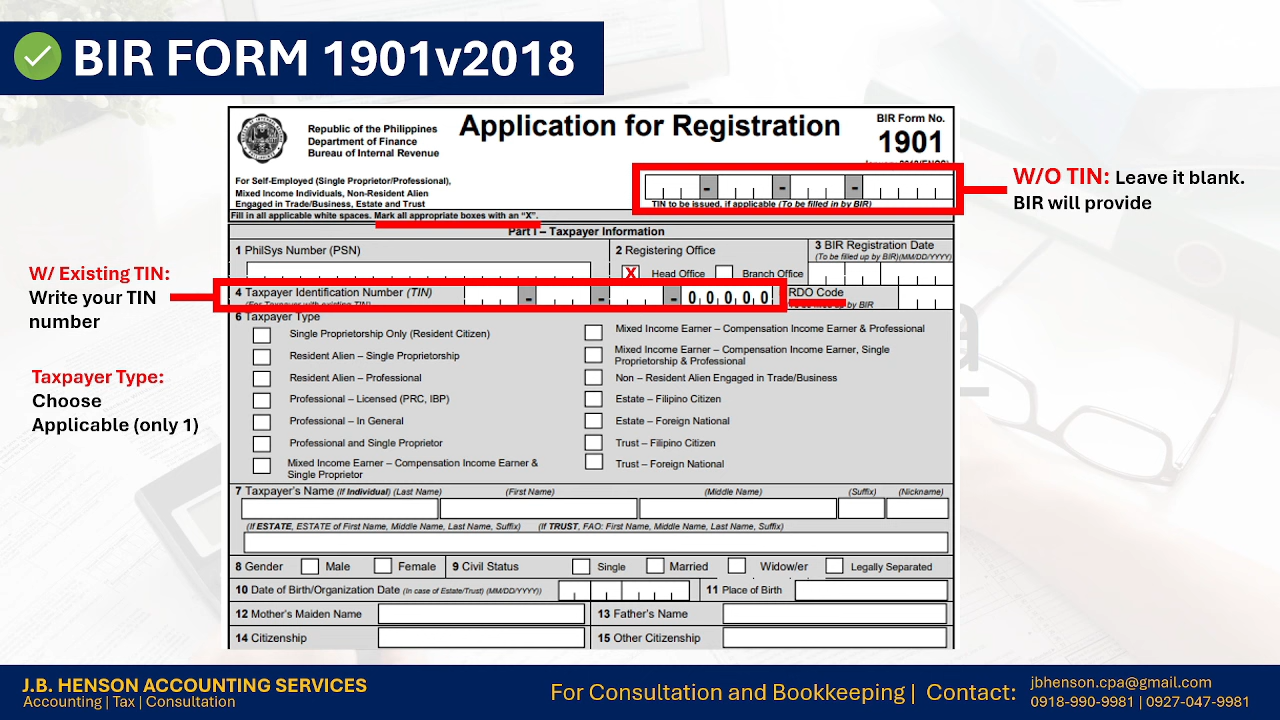 BIR FORM 1901v2018
Republic of the Philippines
Department of Finance
Bureau of Internal Revenue
Application for Registration
BIR Form No.
1901
For Self-Employed (Single Proprietor/Professional),
Mixed Income Individuals, Non-Resident Alien
Engaged in Trade/Business, Estate and Trust
TIN to be issued, if applicable (To be filled in by BIR)
Fill in all applicable white spaces. Mark all appropriate boxes with an "X".
W/O TIN: Leave it blank.
BIR will provide
Part I – Taxpayer Information
1 PhilSys Number (PSN)
2 Registering Office
X Head Office Branch Office
3 BIR Registration Date
(To be filled up by BIR)(MM/DD/YYYY)
W/ Existing TIN:
Write your TIN
number
4 Taxpayer Identification Number (TIN)
(For Taxpayer with existing TIN)
- - - 0 0 0 0 0
RDO Code
by BIR
6 Taxpayer Type
Single Proprietorship Only (Resident Citizen)
Resident Alien – Single Proprietorship
Resident Alien – Professional
Professional – Licensed (PRC, IBP)
Professional – In General
Professional and Single Proprietor
Mixed Income Earner – Compensation Income Earner &
Single Proprietor
Mixed Income Earner – Compensation Income Earner & Professional
Mixed Income Earner – Compensation Income Earner, Single
Proprietorship & Professional
Non – Resident Alien Engaged in Trade/Business
Estate – Filipino Citizen
Estate – Foreign National
Trust – Filipino Citizen
Trust – Foreign National
Taxpayer Type:
Choose
Applicable (only 1)
7 Taxpayer's Name (If Individual) (Last Name) (First Name) (Middle Name) (Suffix) (Nickname)
(If ESTATE, ESTATE of First Name, Middle Name, Last Name, Suffix) (If TRUST, FAO: First Name, Middle Name, Last Name, Suffix)
8 Gender Male Female 9 Civil Status Single Married Widow/er Legally Separated
10 Date of Birth/Organization Date (In case of Estate/Trust) (MM/DD/YYYY) 11 Place of Birth
12 Mother's Maiden Name 13 Father's Name
14 Citizenship 15 Other Citizenship
J.B. HENSON ACCOUNTING SERVICES
Accounting | Tax | Consultation
For Consultation and Bookkeeping | Contact:
jbhenson.cpa@gmail.com
0918-990-9981 | 0927-047-9981